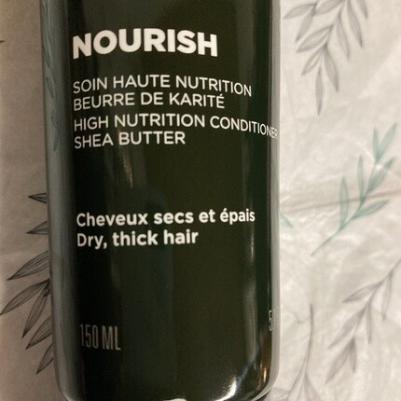 NOURISH
SOIN HAUTE NUTRITION
BEURRE DE KARITÉ
HIGH NUTRITION CONDITIONER
SHEA BUTTER
Cheveux secs et épais
Dry, thick hair
150 ML